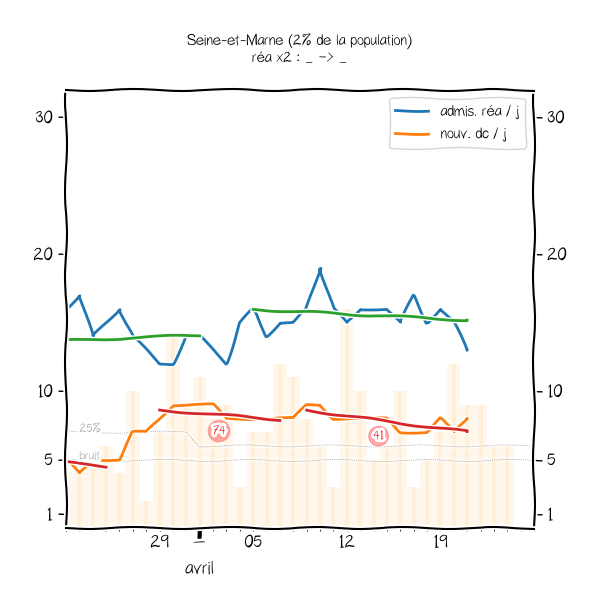 Seine-et-Marne (2% de la population)
réa x2 : _ -> _
admis. réa / j
nouv. dc / j
30
30
20
20
10
10
25%
74
41
bruit
5
5
1
1
29
05
12
19
avril